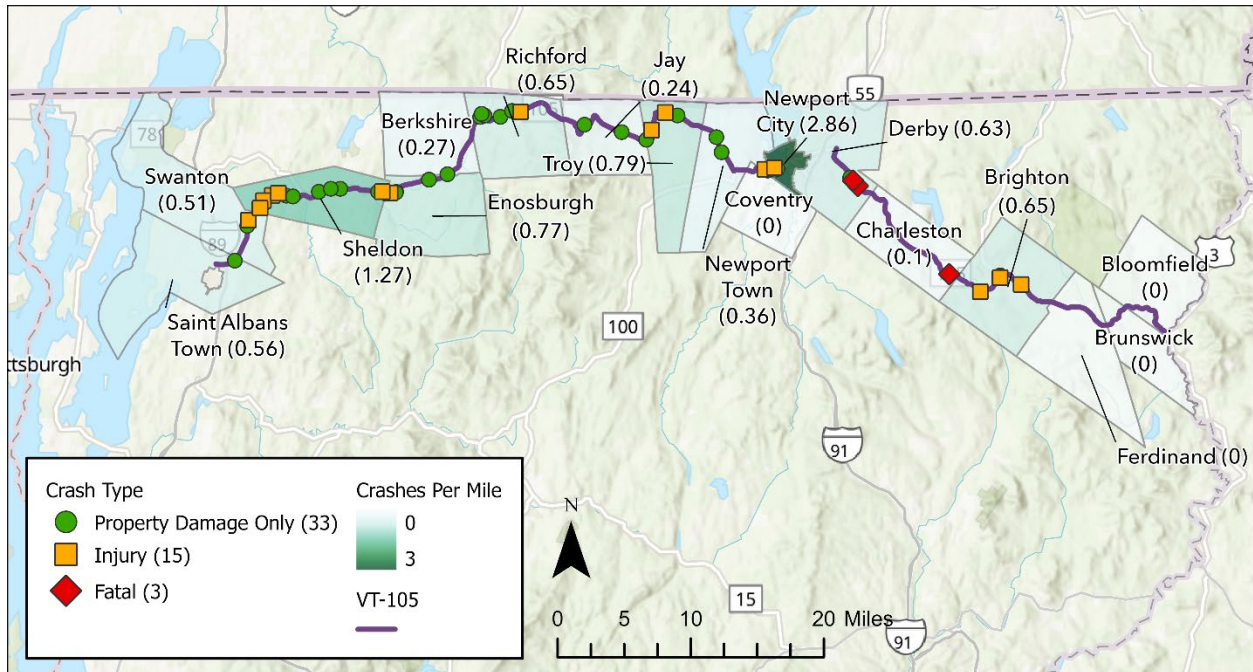 Richford
(0.65)
Jay
(0.24)
Newport
City (2.86)
55
78
Berkshire
(0.27)
Derby (0.63)
Troy (0.79)
Swanton
(0.51)
Brighton
(0.65)
Coventry
(0)
Enosburgh
(0.77)
89
Sheldon
(1.27)
Charleston
(0.1)
Newport
Town
(0.36)
Bloomfield
(0)
3
Saint Albans
Town (0.56)
100
Brunswick
(0)
ttsburgh
91
Ferdinand (0)
Crash Type
Property Damage Only (33)
Injury (15)
Fatal (3)
Crashes Per Mile
0
3
VT-105
N
15
0 5 10 20 Miles
91